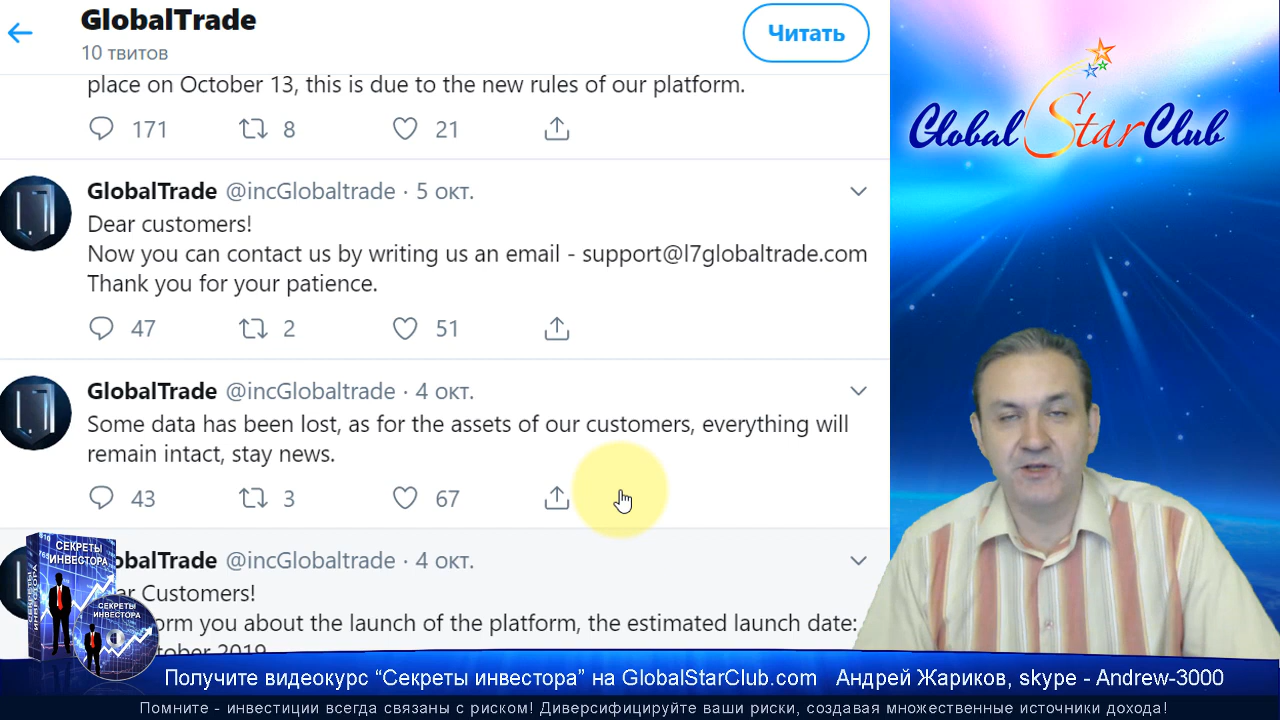 GlobalTrade
10 твитов
Читать
place on October 13, this is due to the new rules of our platform.
171 8 21
GlobalTrade @incGlobaltrade · 5 окт.
Dear customers!
Now you can contact us by writing us an email - support@l7globaltrade.com
Thank you for your patience.
47 2 51
GlobalTrade @incGlobaltrade · 4 окт.
Some data has been lost, as for the assets of our customers, everything will
remain intact, stay news.
43 3 67
GlobalTrade @incGlobaltrade · 4 окт.
Customers!
you about the launch of the platform, the estimated launch date:
2019
Global Star Club
СЕКРЕТЫ
ИНВЕСТОРА
СЕКРЕТЫ ИНВЕСТОРА
СЕКРЕТЫ
ИНВЕСТОРА
Получите видеокурс “Секреты инвестора” на GlobalStarClub.com Андрей Жариков, skype - Andrew-3000
Помните - инвестиции всегда связаны с риском! Диверсифицируйте ваши риски, создавая множественные источники дохода!